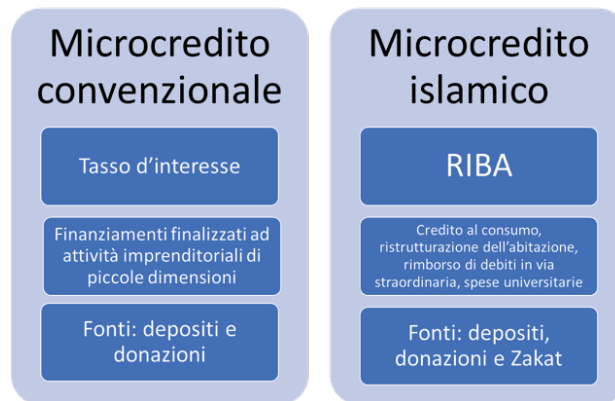 Microcredito
convenzionale
Tasso d'interesse
Finanziamenti finalizzati ad
attività imprenditoriali di
piccole dimensioni
Fonti: depositi e
donazioni
Microcredito
islamico
RIBA
Credito al consumo,
ristrutturazione dell'abitazione,
rimborso di debiti in via
straordinaria, spese universitarie
Fonti: depositi,
donazioni e Zakat